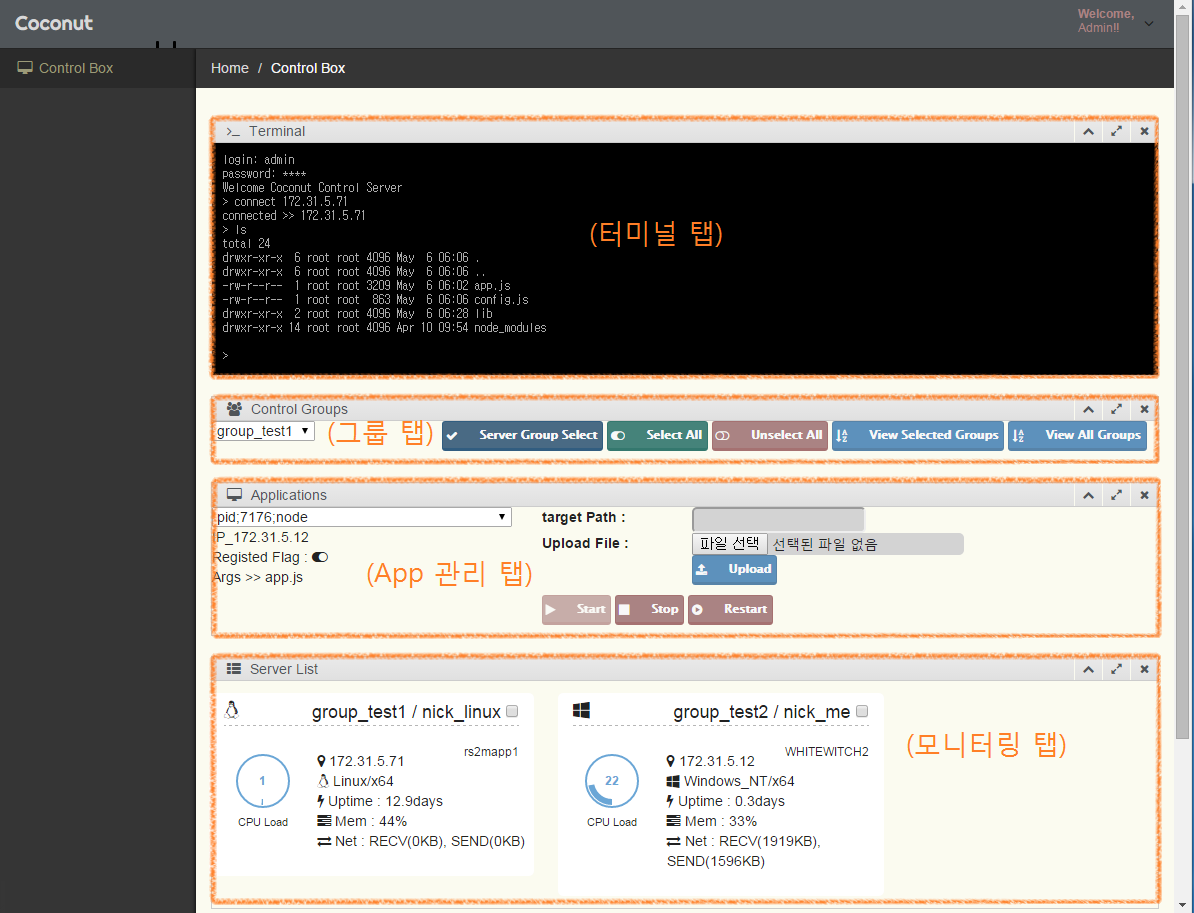 Coconut
Welcome,
Admin!!
Control Box
Home / Control Box
>_ Terminal
login: admin
password: ****
Welcome Coconut Control Server
> connect 172.31.5.71
connected >> 172.31.5.71
> ls
total 24
drwxr-xr-x 6 root root 4096 May 6 06:06 .
drwxr-xr-x 6 root root 4096 May 6 06:06 ..
-rw-r--r-- 1 root root 3209 May 6 06:02 app.js
-rw-r--r-- 1 root root 863 May 6 06:06 config.js
drwxr-xr-x 2 root root 4096 May 6 06:28 lib
drwxr-xr-x 14 root root 4096 Apr 10 09:54 node_modules
>
(터미널 탭)
Control Groups
group_test1
(그룹 탭)
Server Group Select
Select All
Unselect All
View Selected Groups
View All Groups
Applications
pid;7176;node
IP_172.31.5.12
Registed Flag :
Args >> app.js
(App 관리 탭)
target Path :
Upload File :
파일 선택 선택된 파일 없음
Upload
Start
Stop
Restart
Server List
group_test1 / nick_linux
rs2mapp1
1
CPU Load
172.31.5.71
Linux/x64
Uptime : 12.9days
Mem : 44%
Net : RECV(0KB), SEND(0KB)
group_test2 / nick_me
WHITEWITCH2
22
CPU Load
172.31.5.12
Windows_NT/x64
Uptime : 0.3days
Mem : 33%
Net : RECV(1919KB),
SEND(1596KB)
(모니터링 탭)